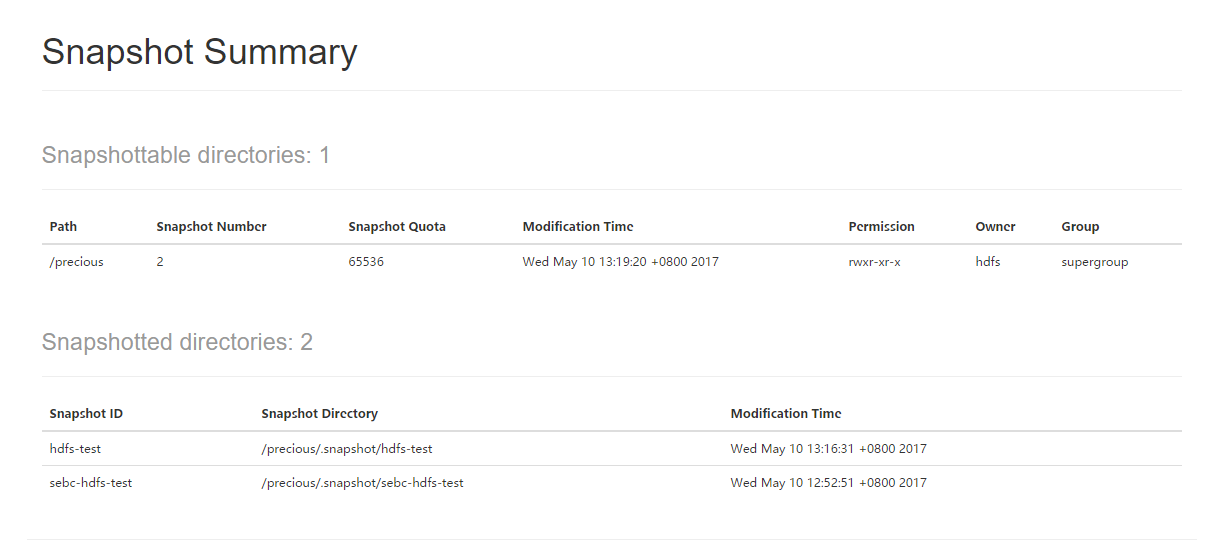 Snapshot Summary
Snapshottable directories: 1
Path Snapshot Number Snapshot Quota Modification Time Permission Owner Group
/precious 2 65536 Wed May 10 13:19:20 +0800 2017 rwxr-xr-x hdfs supergroup
Snapshotted directories: 2
Snapshot ID Snapshot Directory Modification Time
hdfs-test /precious/.snapshot/hdfs-test Wed May 10 13:16:31 +0800 2017
sebc-hdfs-test /precious/.snapshot/sebc-hdfs-test Wed May 10 12:52:51 +0800 2017